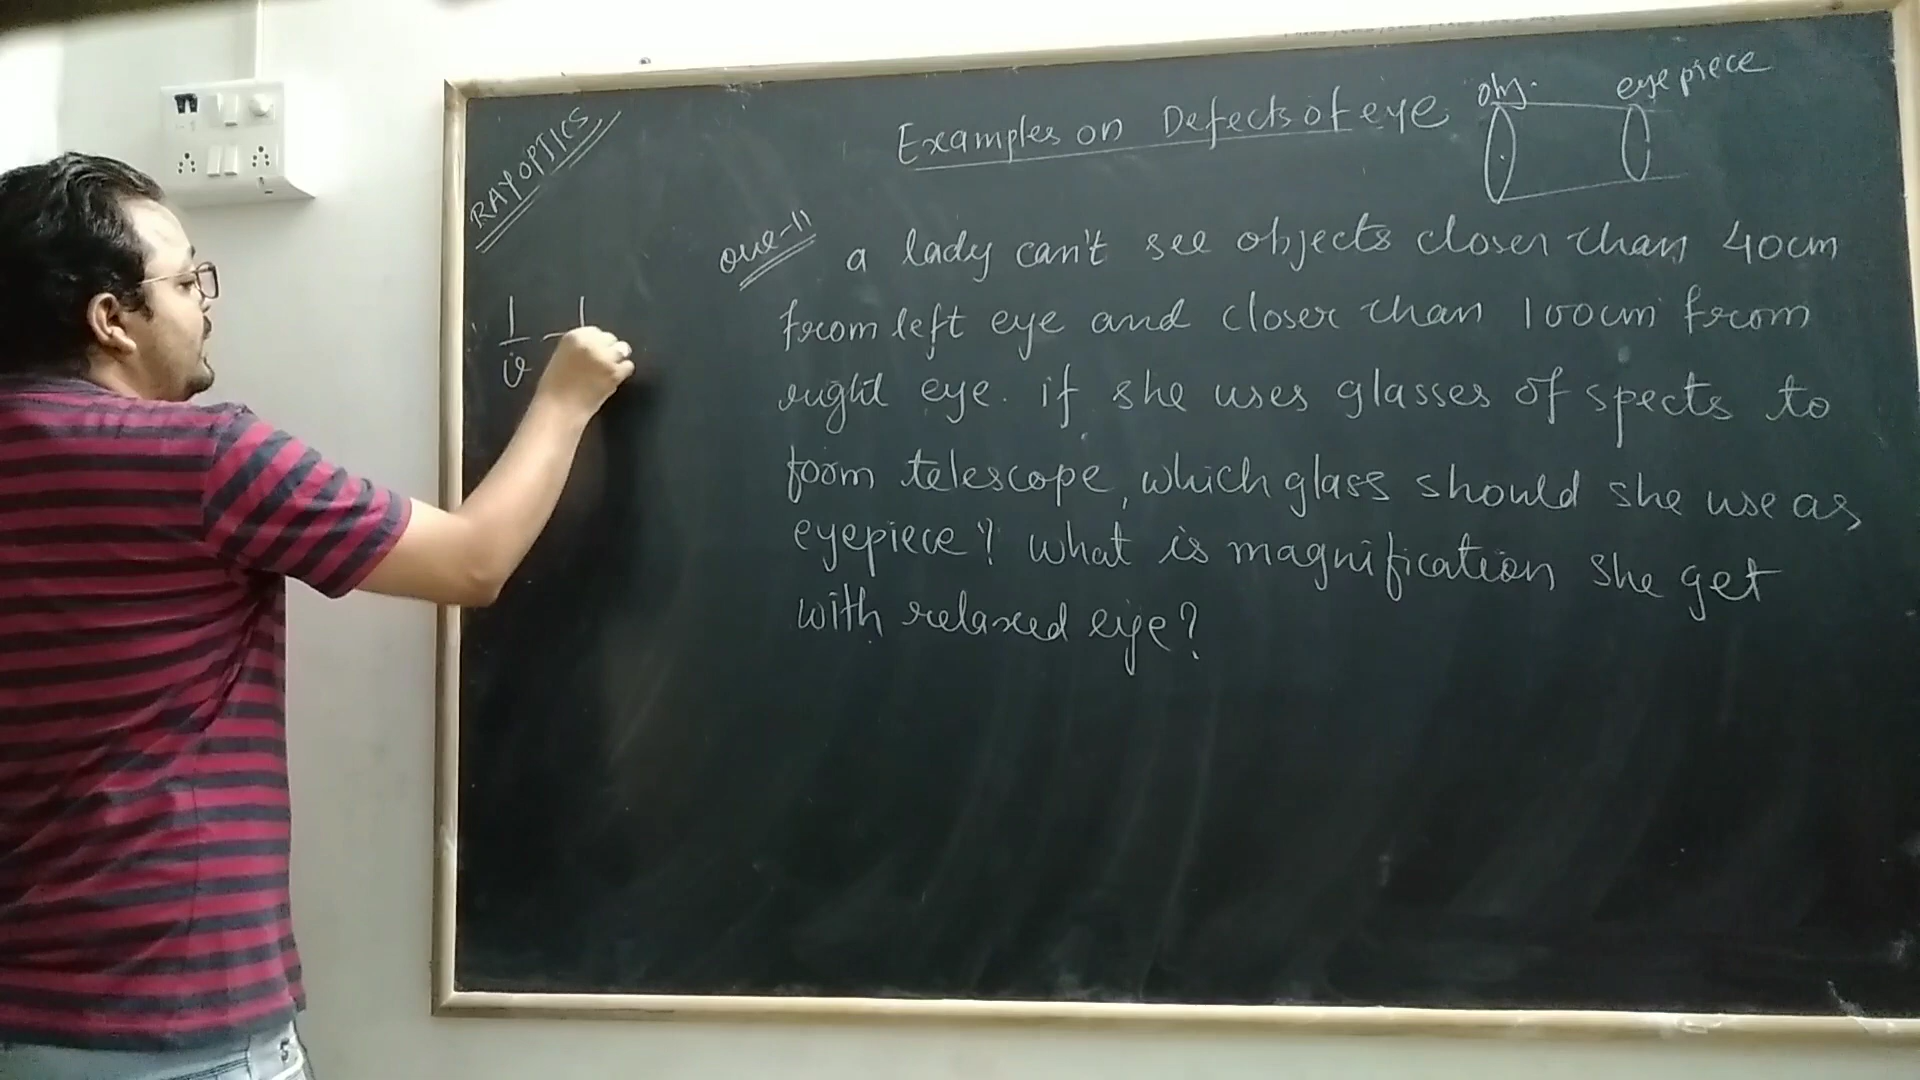 RAY OPTICS
Examples on Defects of eye
obj.
eye piece
Que-11
a lady can't see objects closer than 40cm
from left eye and closer than 100cm from
right eye. if she uses glasses of spects to
form telescope, which glass should she use as
eyepiece? What is magnification she get
with relaxed eye?
1/v - 1